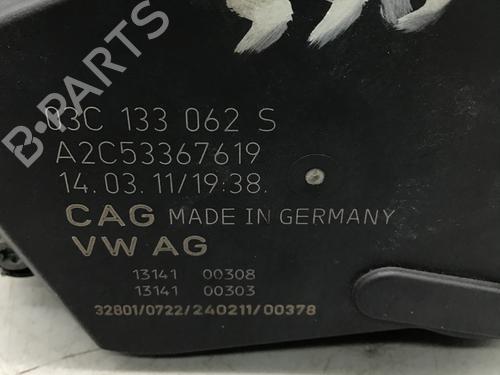 03C 133 062 S
A2C53367619
14.03.11/19:38.
CAG MADE IN GERMANY
VW AG
13141 00308
13141 00303
32801/0722/240211/00378
B-PARTS